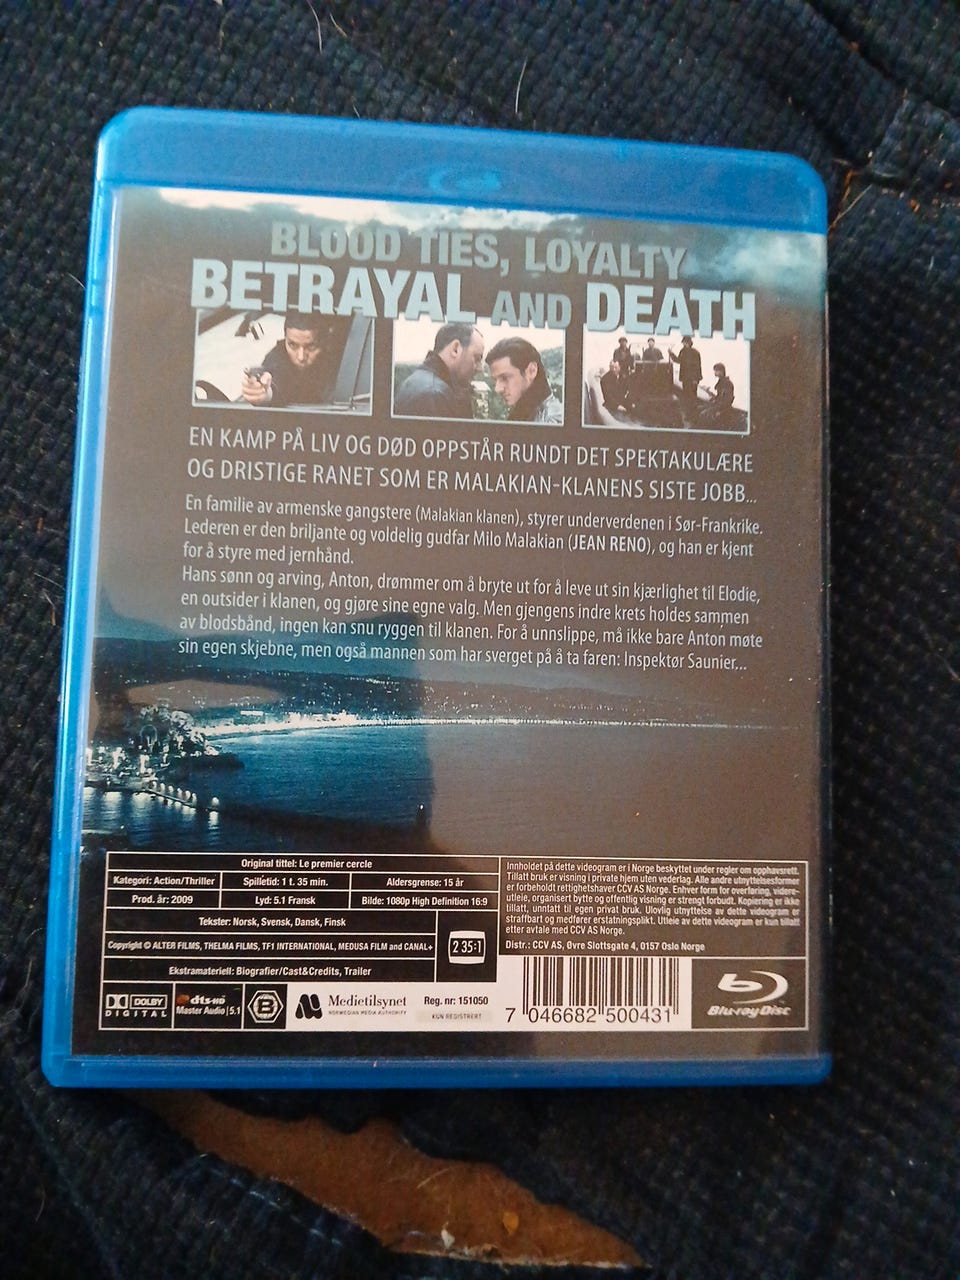 BLOOD TIES, LOYALTY
BETRAYAL AND DEATH
EN KAMP PÅ LIV OG DØD OPPSTÅR RUNDT DET SPEKTAKULÆRE
OG DRISTIGE RANET SOM ER MALAKIAN-KLANENS SISTE JOBB...
En familie av armenske gangstere (Malakian klanen), styrer underverdenen i Sør-Frankrike.
Lederen er den briljante og voldelig gudfar Milo Malakian (JEAN RENO), og han er kjent
for å styre med jernhånd.
Hans sønn og arving, Anton, drømmer om å bryte ut for å leve ut sin kjærlighet til Elodie,
en outsider i klanen, og gjøre sine egne valg. Men gjengens indre krets holdes sammen
av blodsbånd, ingen kan snu ryggen til klanen. For å unnslippe, må ikke bare Anton møte
sin egen skjebne, men også mannen som har sverget på å ta faren: Inspektør Saunier...
Original tittel: Le premier cercle
Kategori: Action/Thriller
Spilletid: 1 t. 35 min.
Aldersgrense: 15 år
Prod. år: 2009
Lyd: 5.1 Fransk
Bilde: 1080p High Definition 16:9
Tekster: Norsk, Svensk, Dansk, Finsk
Copyright © ALTER FILMS, THELMA FILMS, TF1 INTERNATIONAL, MEDUSA FILM and CANAL+
2 35:1
Ekstramateriell: Biografier/Cast&Credits, Trailer
Innholdet på dette videogram er i Norge beskyttet under regler om opphavsrett.
Tillatt bruk er visning i private hjem uten vederlag. Alle andre utnyttelsesformer
er forbeholdt rettighetshaver CCV AS Norge. Enhver form for overføring, videre-
utleie, organisert bytte og offentlig visning er strengt forbudt. Kopiering er ikke
tillatt, unntatt til egen privat bruk. Ulovlig utnyttelse av dette videogram er
straffbart og medfører erstatningsplikt. Utleie av dette videogram er kun tillatt
etter avtale med CCV AS Norge.
Distr.: CCV AS, Øvre Slottsgate 4, 0157 Oslo Norge
DOLBY
DIGITAL
dts-HD
Master Audio 5.1
B
Medietilsynet
NORWEGIAN MEDIA AUTHORITY
Reg. nr: 151050
KUN REGISTRERT
7 046682 500431
Blu-ray Disc